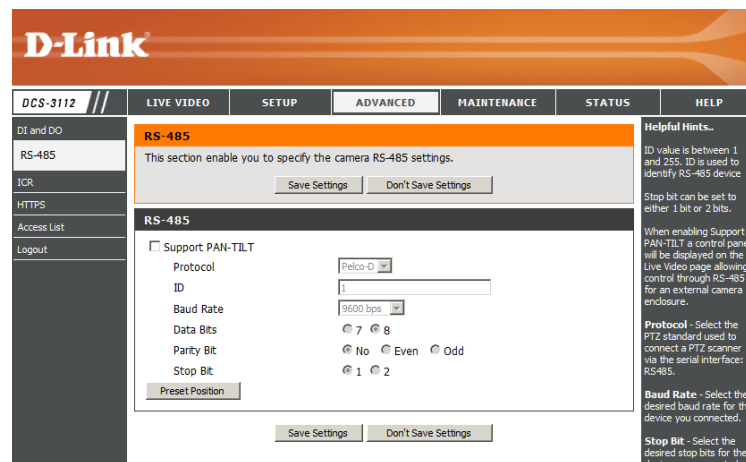 D-Link
DCS-3112
LIVE VIDEO
SETUP
ADVANCED
MAINTENANCE
STATUS
HELP
DI and DO
RS-485
ICR
HTTPS
Access List
Logout
RS-485
This section enable you to specify the camera RS-485 settings.
Save Settings
Don't Save Settings
RS-485
Support PAN-TILT
Protocol
Pelco-D
ID
1
Baud Rate
9600 bps
Data Bits
7 8
Parity Bit
No Even Odd
Stop Bit
1 2
Preset Position
Save Settings
Don't Save Settings
Helpful Hints..
ID value is between 1
and 255. ID is used to
identify RS-485 device
Stop bit can be set to
either 1 bit or 2 bits.
When enabling Support
PAN-TILT a control pane
will be displayed on the
Live Video page allowing
control through RS-485
for an external camera
enclosure.
Protocol - Select the
PTZ standard used to
connect a PTZ scanner
via the serial interface:
RS485.
Baud Rate - Select the
desired baud rate for th
device you connected.
Stop Bit - Select the
desired stop bits for the